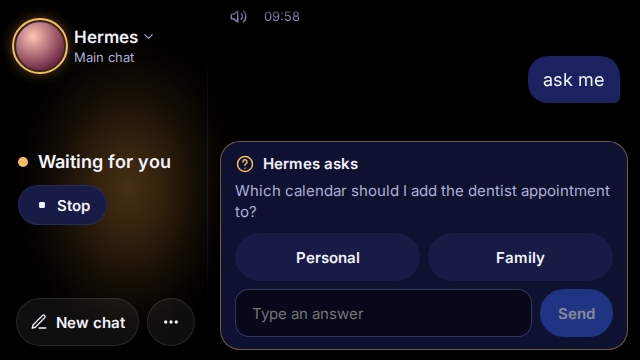 Hermes
Main chat
09:58
ask me
Waiting for you
Stop
Hermes asks
Which calendar should I add the dentist appointment
to?
Personal
Family
Type an answer
Send
New chat